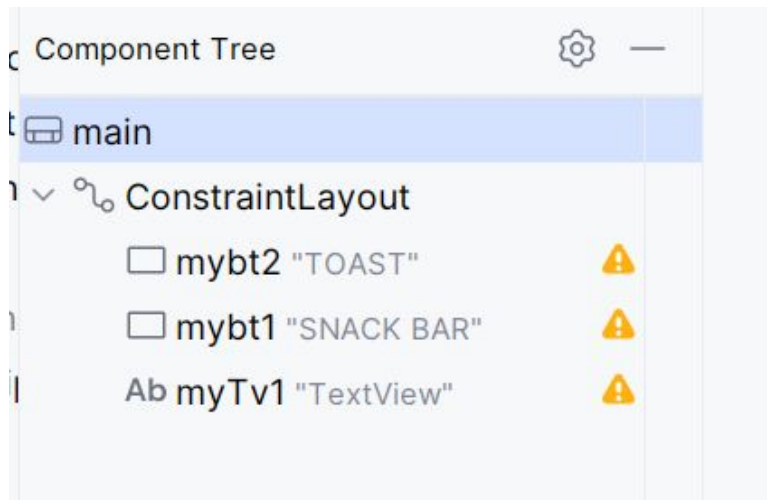 Component Tree
main
ConstraintLayout
mybt2 "TOAST"
mybt1 "SNACK BAR"
Ab myTv1 "TextView"